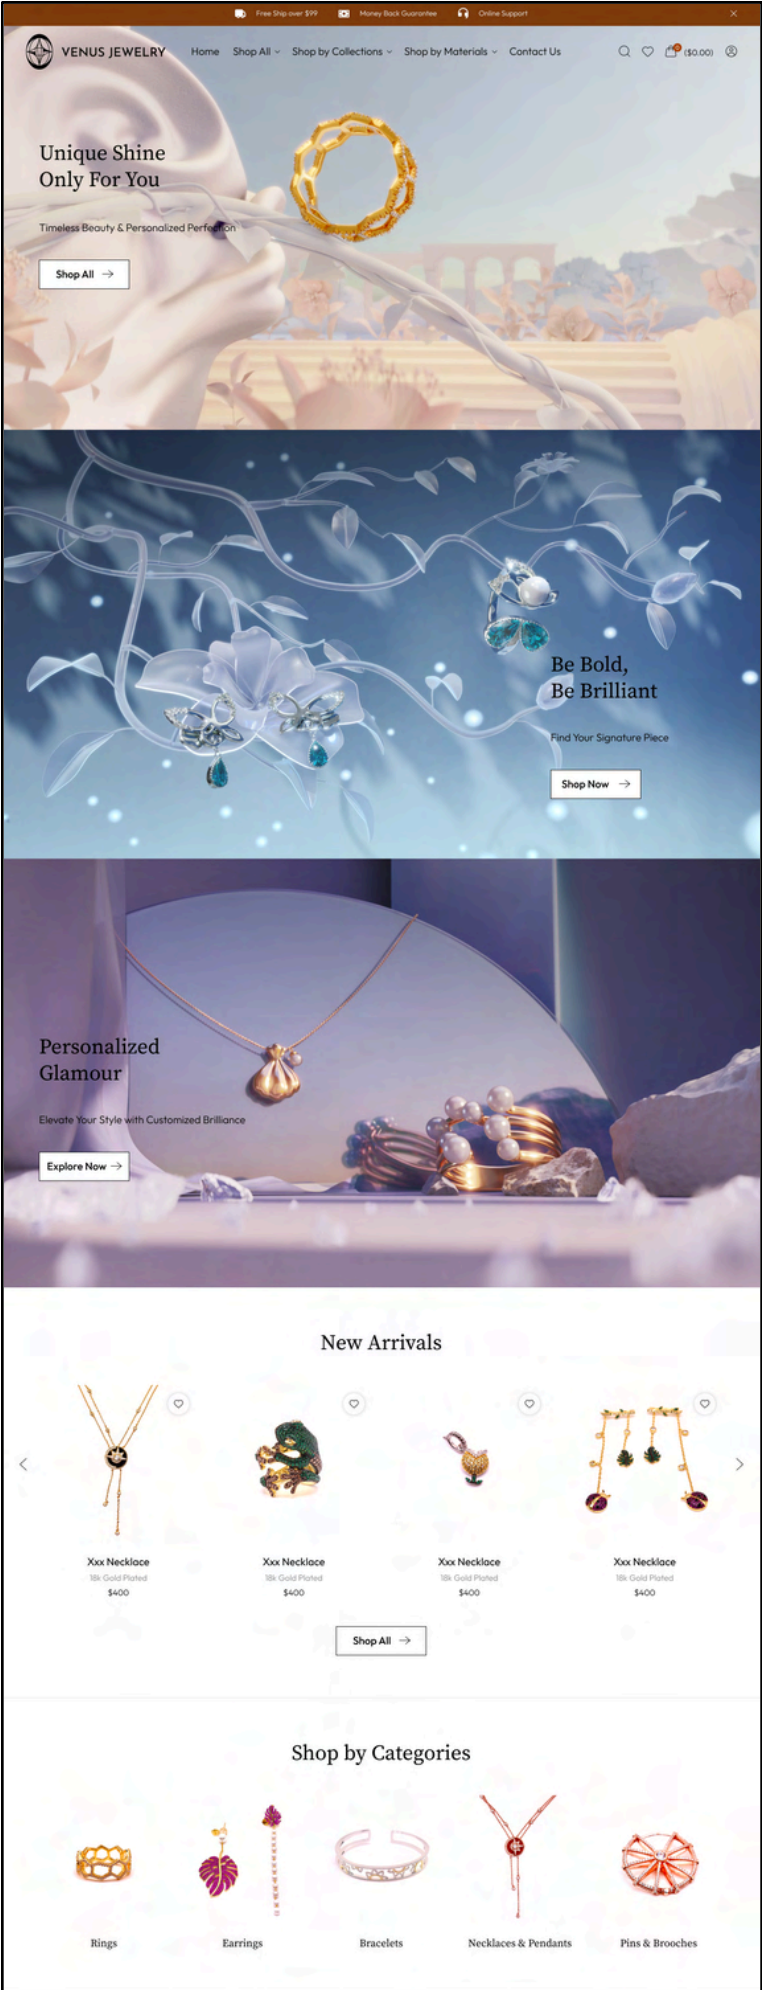 Free Ship over $99 Money Back Guarantee Online Support
VENUS JEWELRY Home Shop All Shop by Collections Shop by Materials Contact Us 0 ($0.00)
Unique Shine
Only For You
Timeless Beauty & Personalized Perfection
Shop All
Be Bold,
Be Brilliant
Find Your Signature Piece
Shop Now
Personalized
Glamour
Elevate Your Style with Customized Brilliance
Explore Now
New Arrivals
Xxx Necklace Xxx Necklace Xxx Necklace Xxx Necklace
18k Gold Plated 18k Gold Plated 18k Gold Plated 18k Gold Plated
$400 $400 $400 $400
Shop All
Shop by Categories
Rings Earrings Bracelets Necklaces & Pendants Pins & Brooches